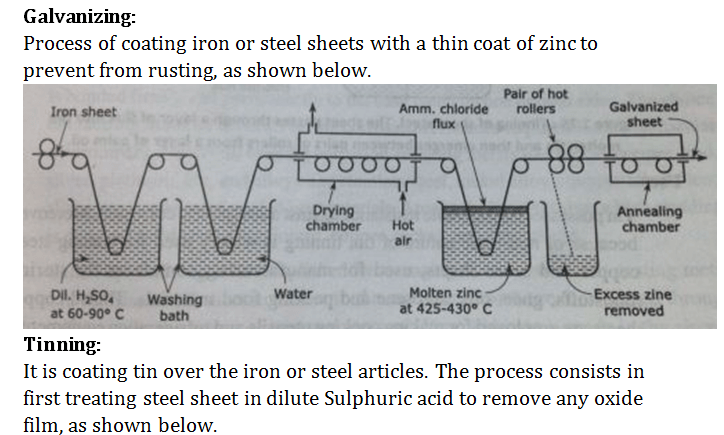 Galvanizing:
Process of coating iron or steel sheets with a thin coat of zinc to
prevent from rusting, as shown below.
Iron sheet
Amm. chloride
flux
Pair of hot
rollers
Galvanized
sheet
Drying
chamber
Hot
air
Annealing
chamber
Dil. H₂SO₄
at 60-90° C
Washing
bath
Water
Molten zinc
at 425-430° C
Excess zine
removed
Tinning:
It is coating tin over the iron or steel articles. The process consists in
first treating steel sheet in dilute Sulphuric acid to remove any oxide
film, as shown below.